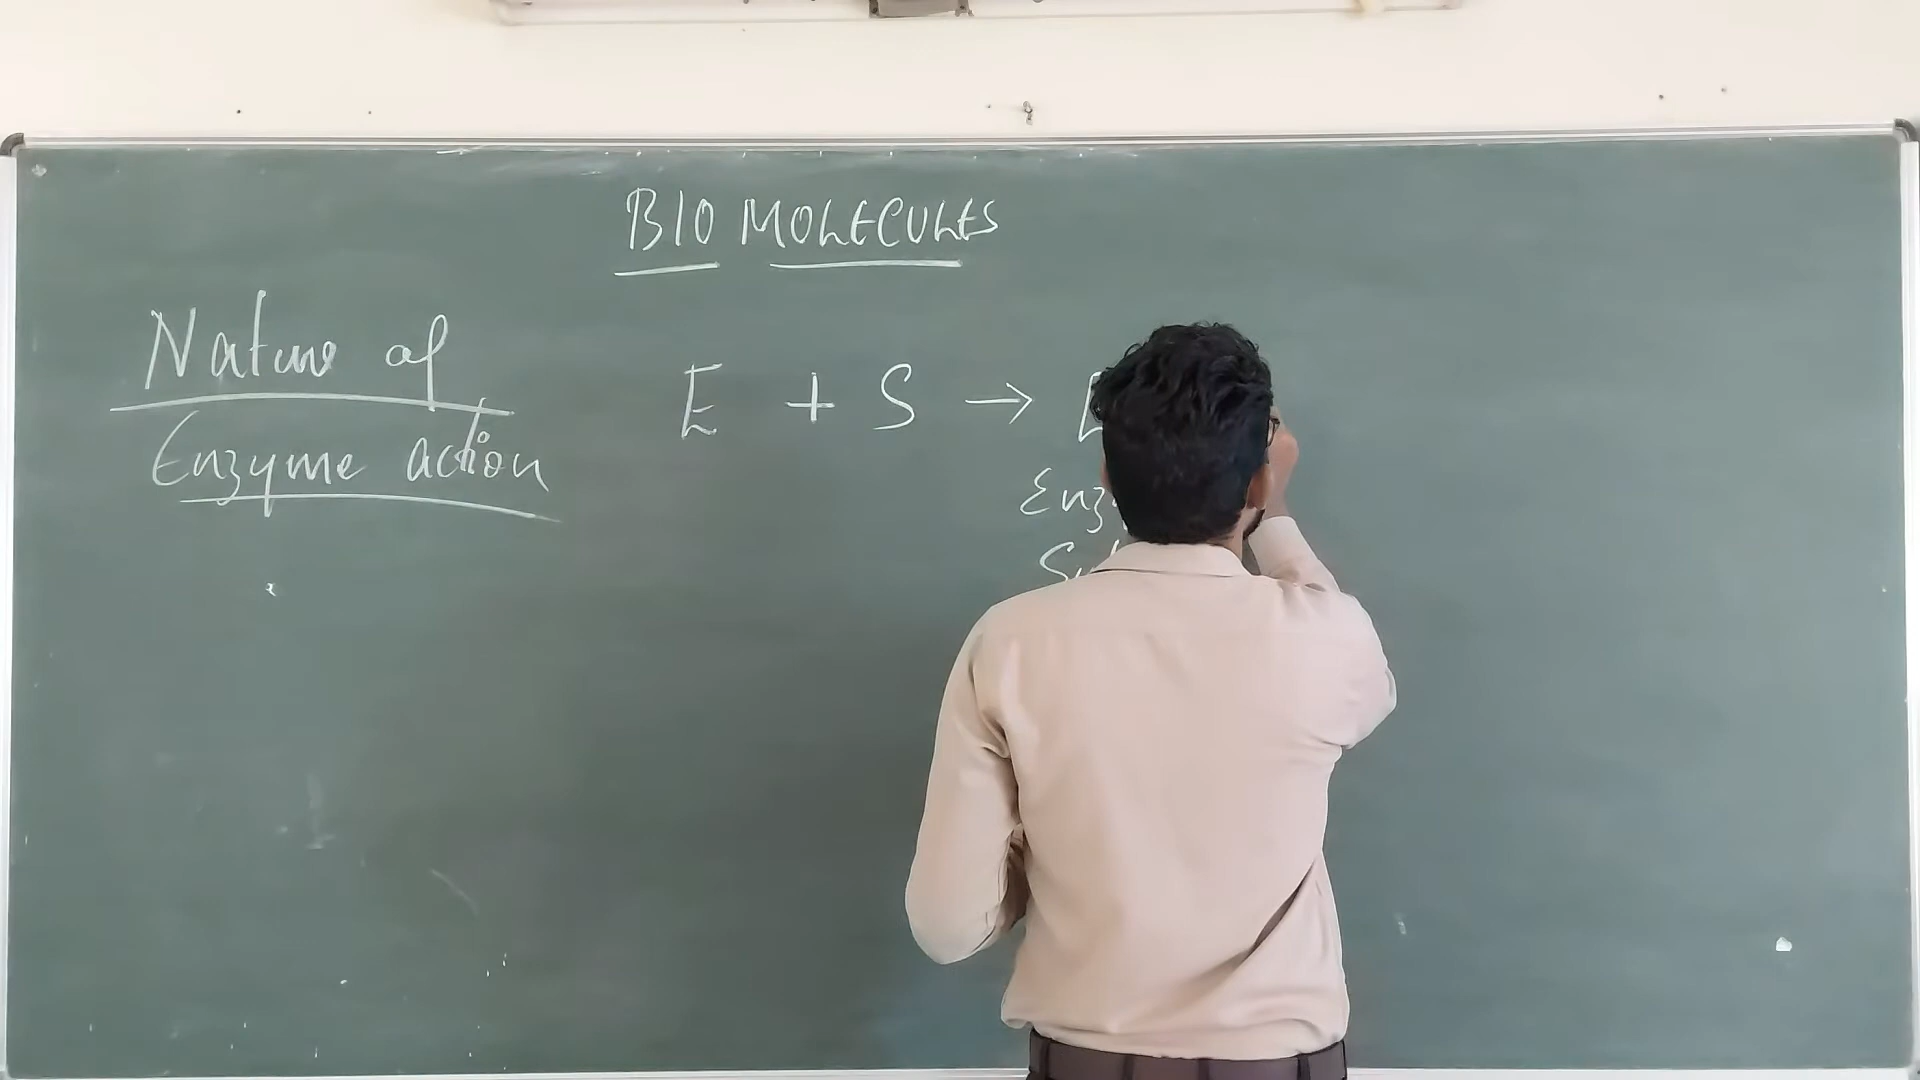 BIO MOLECULES
Nature of
Enzyme action
E + S →